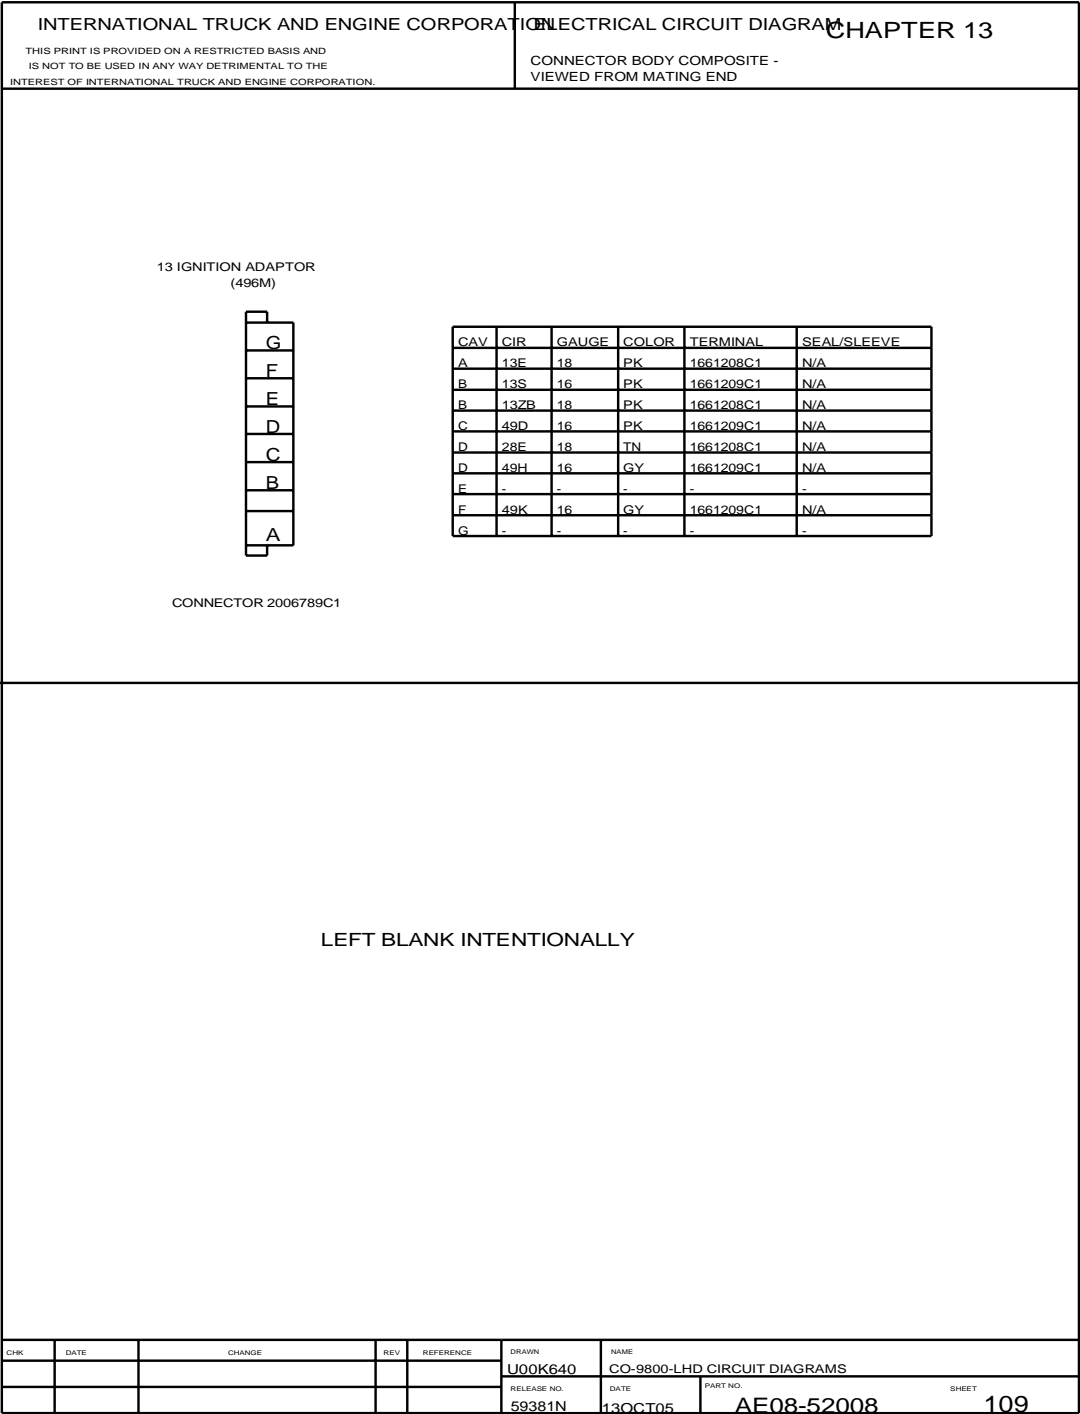 INTERNATIONAL TRUCK AND ENGINE CORPORATION
THIS PRINT IS PROVIDED ON A RESTRICTED BASIS AND
IS NOT TO BE USED IN ANY WAY DETRIMENTAL TO THE
INTEREST OF INTERNATIONAL TRUCK AND ENGINE CORPORATION.
ELECTRICAL CIRCUIT DIAGRAM
CHAPTER 13
CONNECTOR BODY COMPOSITE -
VIEWED FROM MATING END
13 IGNITION ADAPTOR
(496M)
G
F
E
D
C
B
A
CONNECTOR 2006789C1
CAV CIR GAUGE COLOR TERMINAL SEAL/SLEEVE
A 13E 18 PK 1661208C1 N/A
B 13S 16 PK 1661209C1 N/A
B 13ZB 18 PK 1661208C1 N/A
C 49D 16 PK 1661209C1 N/A
D 28E 18 TN 1661208C1 N/A
D 49H 16 GY 1661209C1 N/A
E - - - - -
F 49K 16 GY 1661209C1 N/A
G - - - - -
LEFT BLANK INTENTIONALLY
CHK DATE CHANGE REV REFERENCE
DRAWN
U00K640
NAME
CO-9800-LHD CIRCUIT DIAGRAMS
RELEASE NO.
59381N
DATE
13OCT05
PART NO.
AE08-52008
SHEET
109